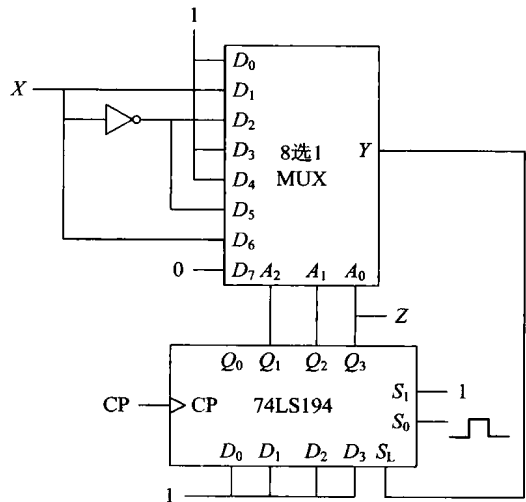 1
X
D₀
D₁
D₂
D₃
D₄
D₅
D₆
0
D₇ A₂ A₁ A₀
8选1
MUX
Y
Z
Q₀ Q₁ Q₂ Q₃
CP
CP
74LS194
S₁
1
S₀
D₀ D₁ D₂ D₃ S_L
1